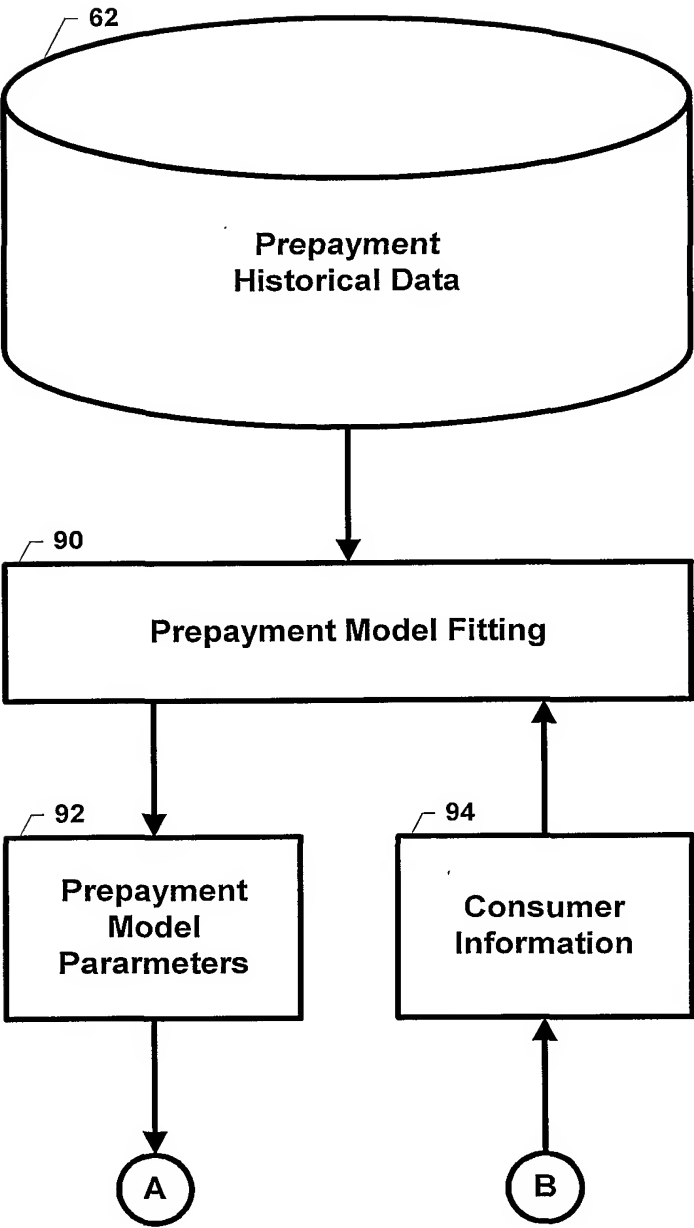 62
Prepayment
Historical Data
90
Prepayment Model Fitting
92
Prepayment
Model
Pararmeters
94
Consumer
Information
A
B